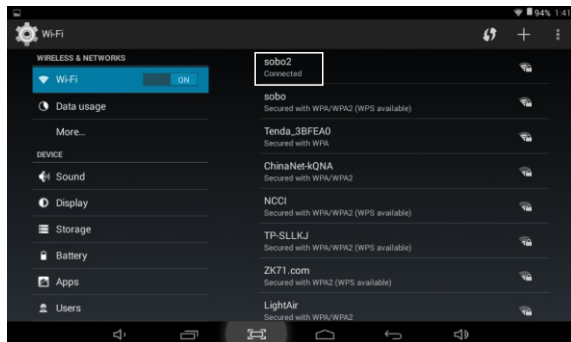 94% 1:41
Wi-Fi
WIRELESS & NETWORKS
Wi-Fi ON
Data usage
More...
DEVICE
Sound
Display
Storage
Battery
Apps
Users
sobo2
Connected
sobo
Secured with WPA/WPA2 (WPS available)
Tenda_3BFEA0
Secured with WPA
ChinaNet-kQNA
Secured with WPA/WPA2
NCCI
Secured with WPA/WPA2 (WPS available)
TP-SLLKJ
Secured with WPA/WPA2 (WPS available)
ZK71.com
Secured with WPA2 (WPS available)
LightAir
Secured with WPA/WPA2